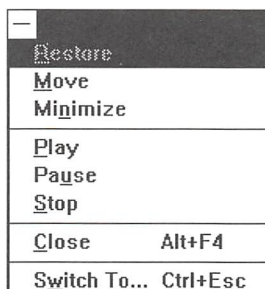 Restore
Move
Minimize
Play
Pause
Stop
Close Alt+F4
Switch To... Ctrl+Esc